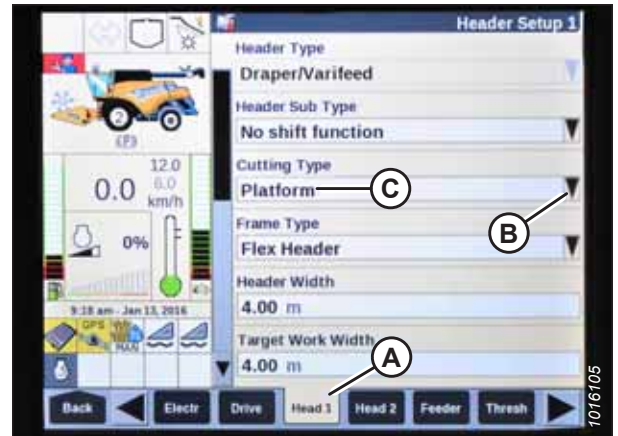 Header Setup 1
Header Type
Draper/Varifeed
Header Sub Type
No shift function
Cutting Type
Platform
C
B
Frame Type
Flex Header
Header Width
4.00 m
Target Work Width
A
4.00 m
2
(F)
12.0
0.0
6.0
km/h
0%
9:18 am - Jan 13, 2016
GPS
MAN
Back
Electr
Drive
Head 1
Head 2
Feeder
Thresh
1016105